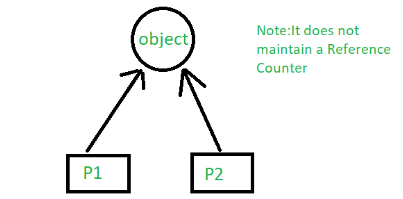 object
Note:It does not
maintain a Reference
Counter
P1
P2